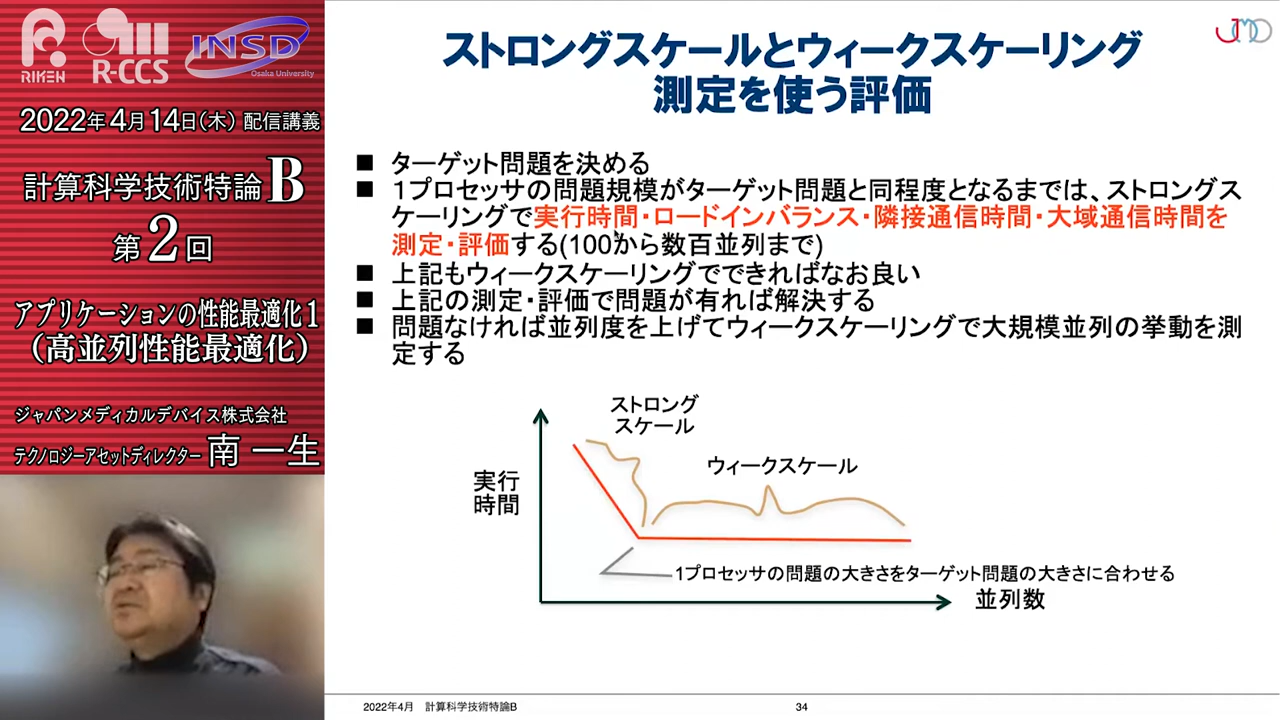 RIKEN
R-CCS
INSD
Osaka University
2022年4月14日(木) 配信講義
計算科学技術特論B
第2回
アプリケーションの性能最適化1
(高並列性能最適化)
ジャパンメディカルデバイス株式会社
テクノロジーアセットディレクター 南 一生
ストロングスケールとウィークスケーリング
測定を使う評価
JMD
■ ターゲット問題を決める
■ 1プロセッサの問題規模がターゲット問題と同程度となるまでは、ストロングス
ケーリングで実行時間・ロードインバランス・隣接通信時間・大域通信時間を
測定・評価する(100から数百並列まで)
■ 上記もウィークスケーリングでできればなお良い
■ 上記の測定・評価で問題が有れば解決する
■ 問題なければ並列度を上げてウィークスケーリングで大規模並列の挙動を測
定する
ストロング
スケール
ウィークスケール
実行
時間
1プロセッサの問題の大きさをターゲット問題の大きさに合わせる
並列数
2022年4月 計算科学技術特論B
34